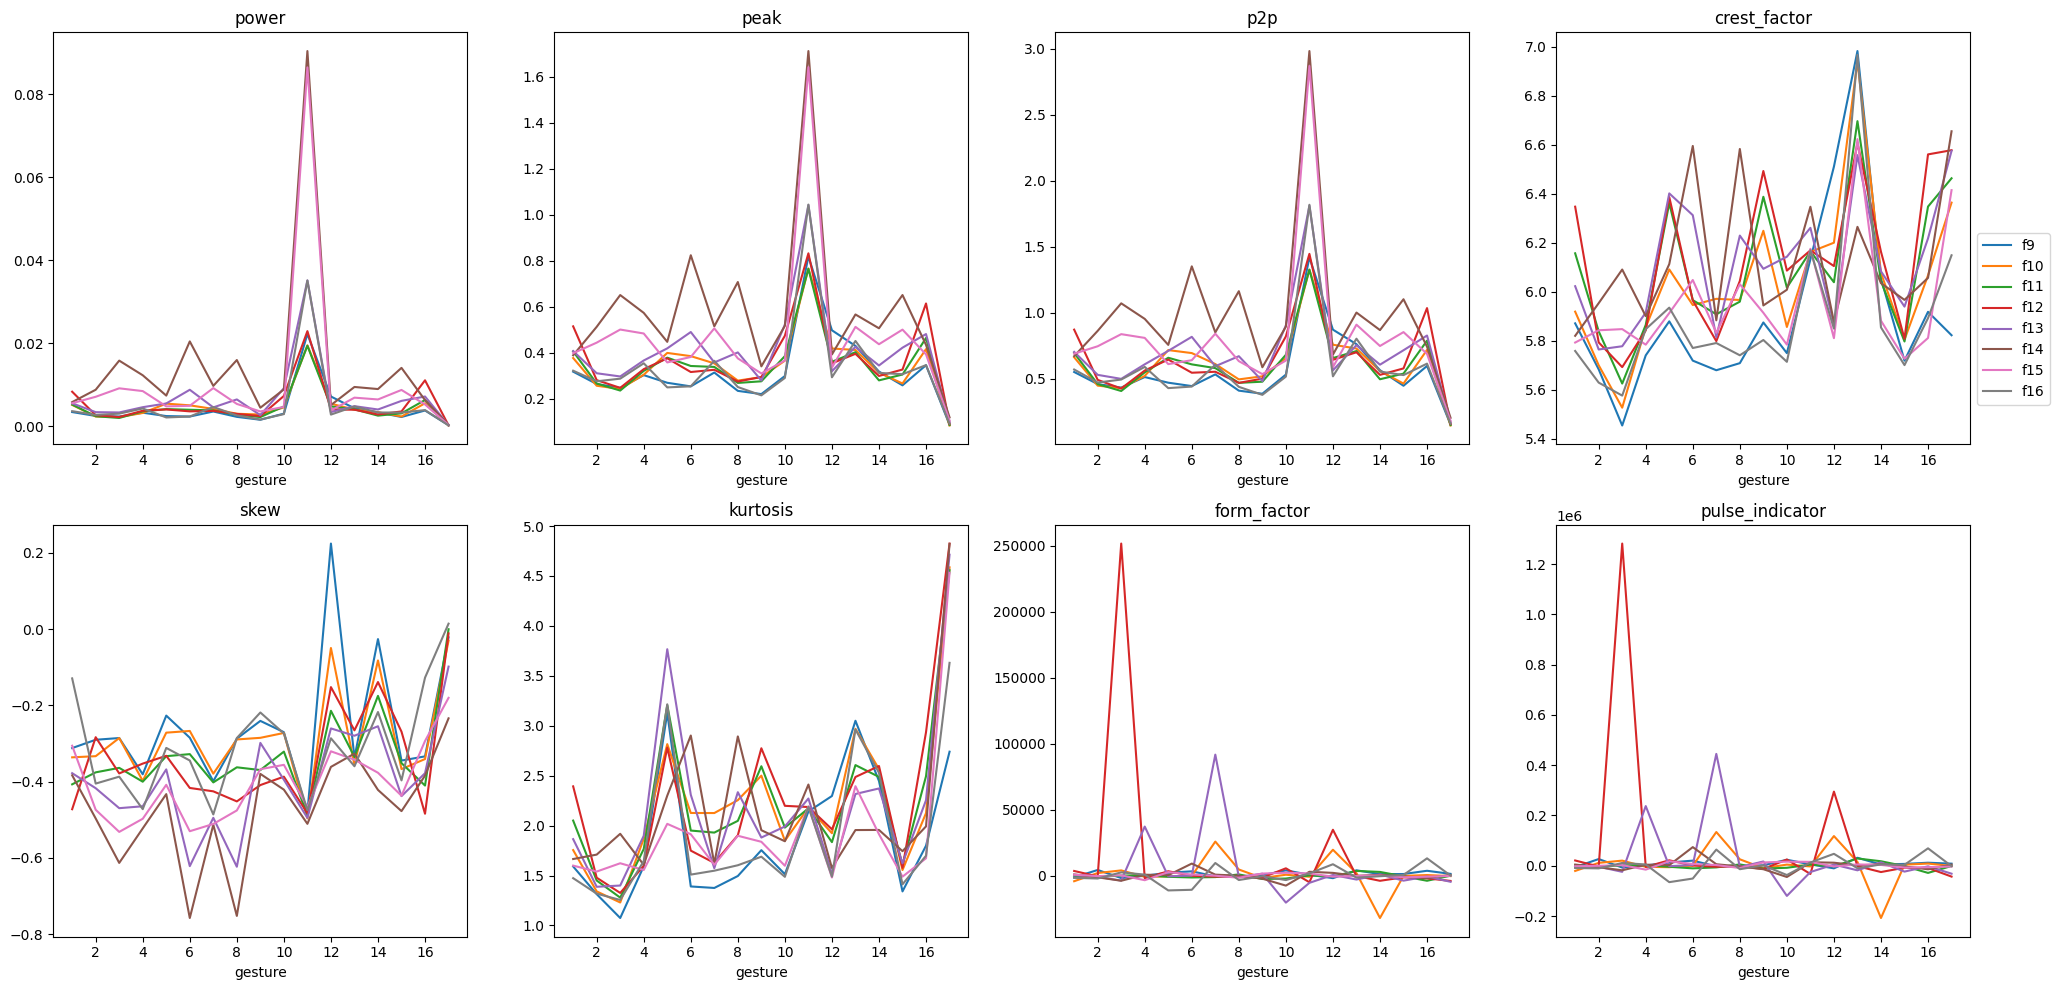 power
0.00
0.02
0.04
0.06
0.08
2 4 6 8 10 12 14 16
gesture
peak
0.2
0.4
0.6
0.8
1.0
1.2
1.4
1.6
2 4 6 8 10 12 14 16
gesture
p2p
0.5
1.0
1.5
2.0
2.5
3.0
2 4 6 8 10 12 14 16
gesture
crest_factor
5.4
5.6
5.8
6.0
6.2
6.4
6.6
6.8
7.0
2 4 6 8 10 12 14 16
gesture
f9
f10
f11
f12
f13
f14
f15
f16
skew
−0.8
−0.6
−0.4
−0.2
0.0
0.2
2 4 6 8 10 12 14 16
gesture
kurtosis
1.0
1.5
2.0
2.5
3.0
3.5
4.0
4.5
5.0
2 4 6 8 10 12 14 16
gesture
form_factor
0
50000
100000
150000
200000
250000
2 4 6 8 10 12 14 16
gesture
pulse_indicator
1e6
−0.2
0.0
0.2
0.4
0.6
0.8
1.0
1.2
2 4 6 8 10 12 14 16
gesture